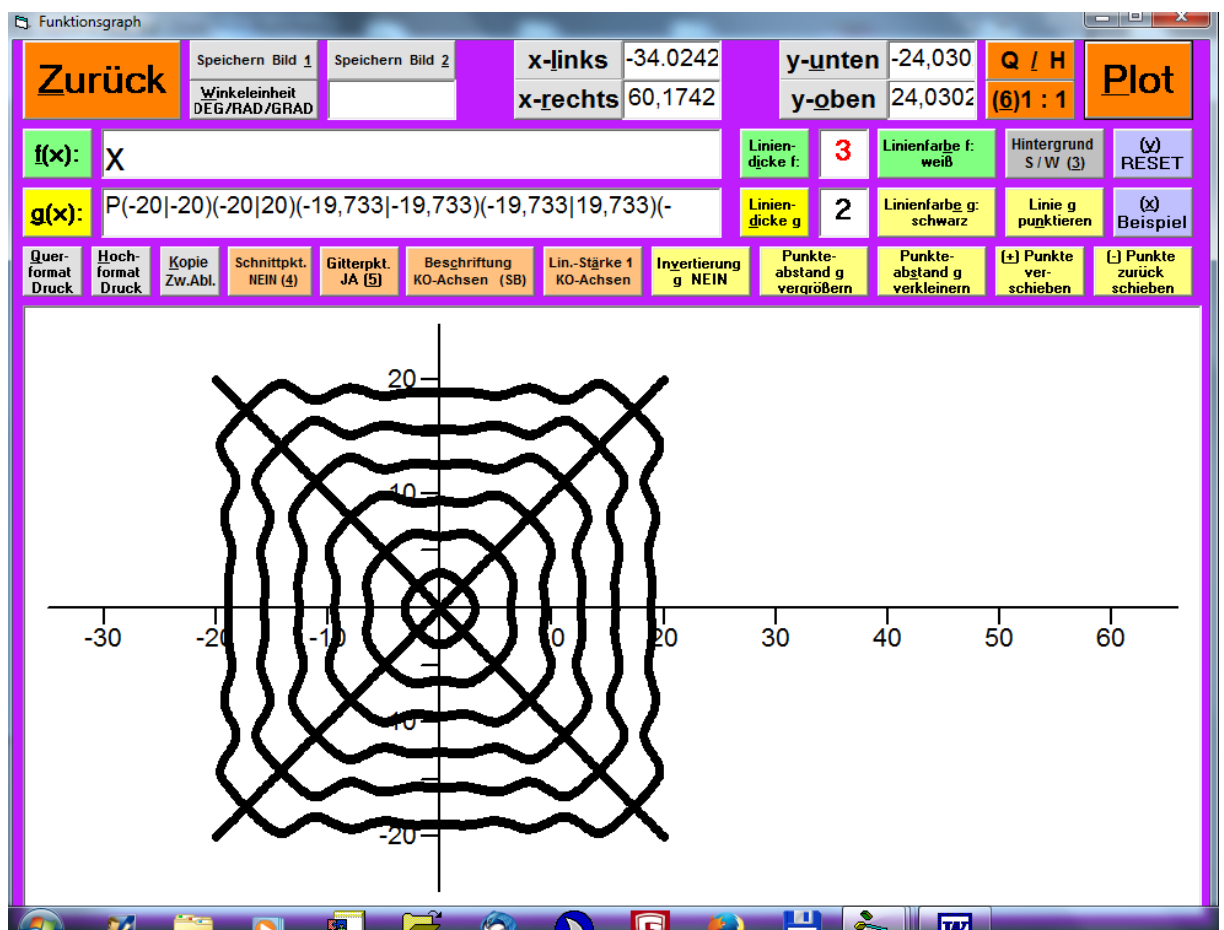 Funktionsgraph
Zurück
Speichern Bild 1
Speichern Bild 2
x-links
-34.0242
y-unten
-24,030
Q / H
Plot
Winkeleinheit
DEG/RAD/GRAD
x-rechts
60,1742
y-oben
24,0302
(6)1 : 1
f(x):
X
Linien-
dicke f:
3
Linienfarbe f:
weiß
Hintergrund
S / W (3)
(v)
RESET
g(x):
P(-20|-20)(-20|20)(-19,733|-19,733)(-19,733|19,733)(-
Linien-
dicke g
2
Linienfarbe g:
schwarz
Linie g
punktieren
(x)
Beispiel
Quer-
format
Druck
Hoch-
format
Druck
Kopie
Zw.Abl.
Schnittpkt.
NEIN (4)
Gitterpkt.
JA (5)
Beschriftung
KO-Achsen (SB)
Lin.-Stärke 1
KO-Achsen
Invertierung
g NEIN
Punkte-
abstand g
vergrößern
Punkte-
abstand g
verkleinern
(+) Punkte
ver-
schieben
(-) Punkte
zurück
schieben
20
10
-30
-20
-10
10
20
30
40
50
60
-10
-20